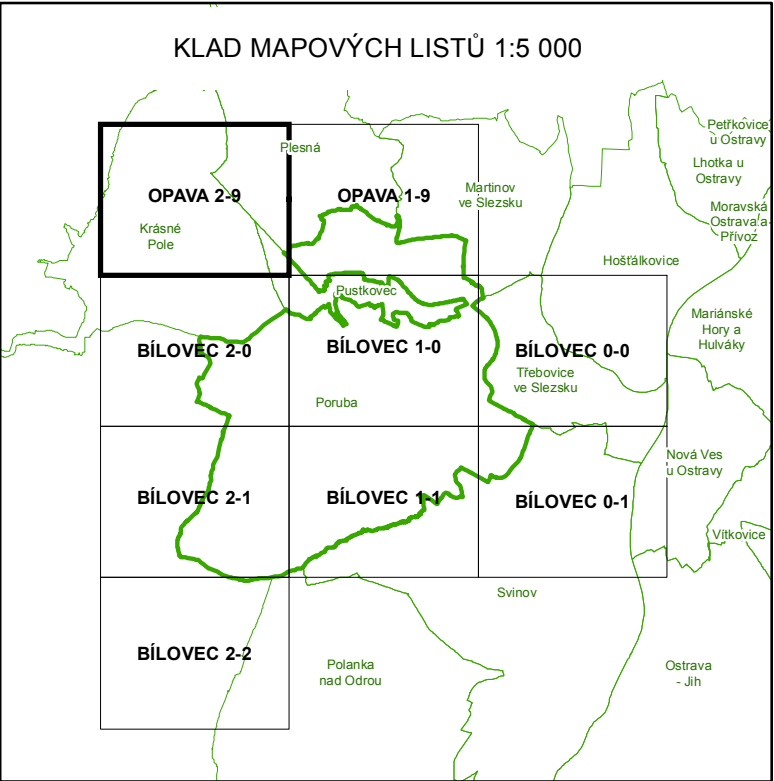 KLAD MAPOVÝCH LISTŮ 1:5 000
Petřkovice
u Ostravy
Plesná
Lhotka u
Ostravy
OPAVA 2-9
OPAVA 1-9
Martinov
ve Slezsku
Moravská
Ostrava a
Přívoz
Krásné
Pole
Hošťálkovice
Pustkovec
Mariánské
Hory a
Hulváky
BÍLOVEC 2-0
BÍLOVEC 1-0
BÍLOVEC 0-0
Třebovice
ve Slezsku
Poruba
Nová Ves
u Ostravy
BÍLOVEC 2-1
BÍLOVEC 1-1
BÍLOVEC 0-1
Vítkovice
Svinov
BÍLOVEC 2-2
Polanka
nad Odrou
Ostrava
- Jih